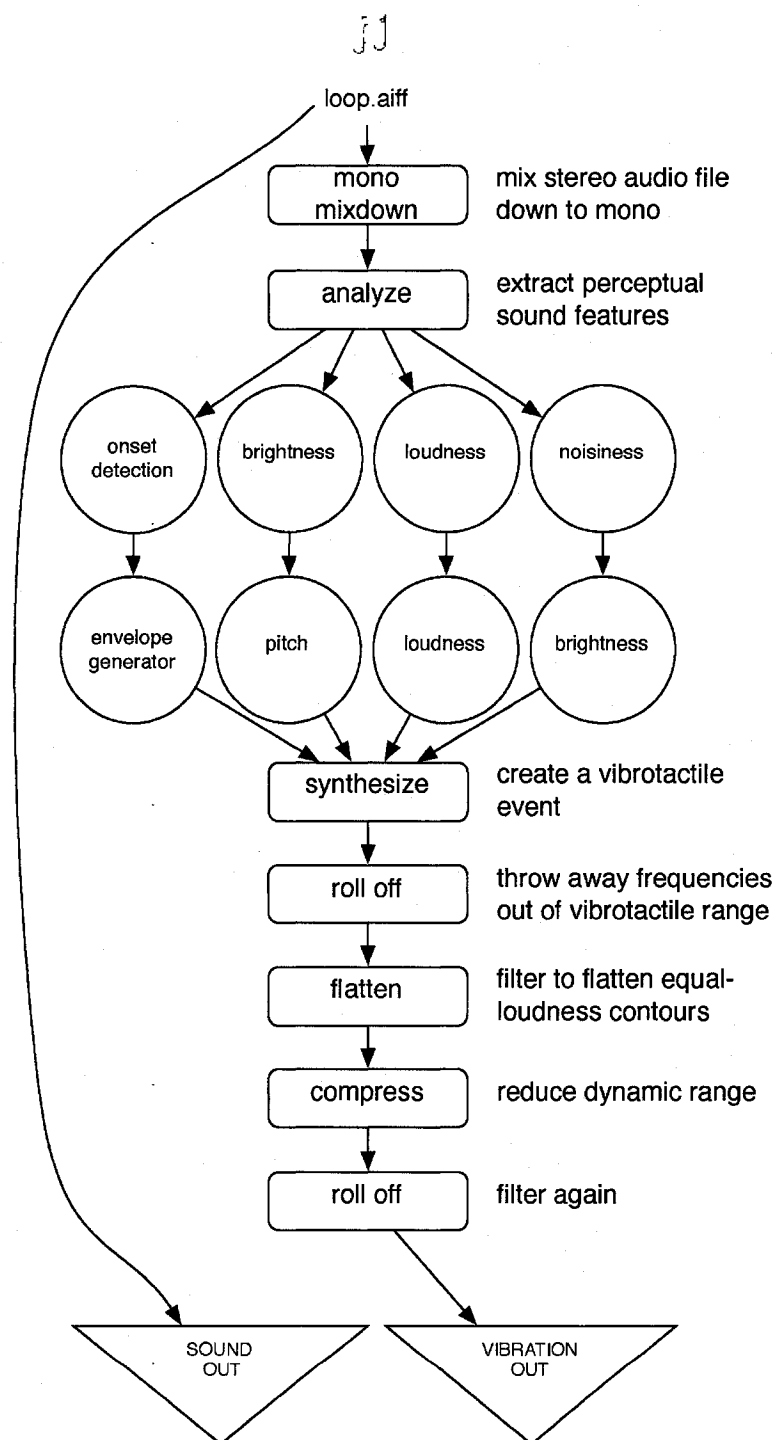 loop.aiff
mono
mixdown
mix stereo audio file
down to mono
analyze
extract perceptual
sound features
onset
detection
brightness
loudness
noisiness
envelope
generator
pitch
loudness
brightness
synthesize
create a vibrotactile
event
roll off
throw away frequencies
out of vibrotactile range
flatten
filter to flatten equal-
loudness contours
compress
reduce dynamic range
roll off
filter again
SOUND
OUT
VIBRATION
OUT